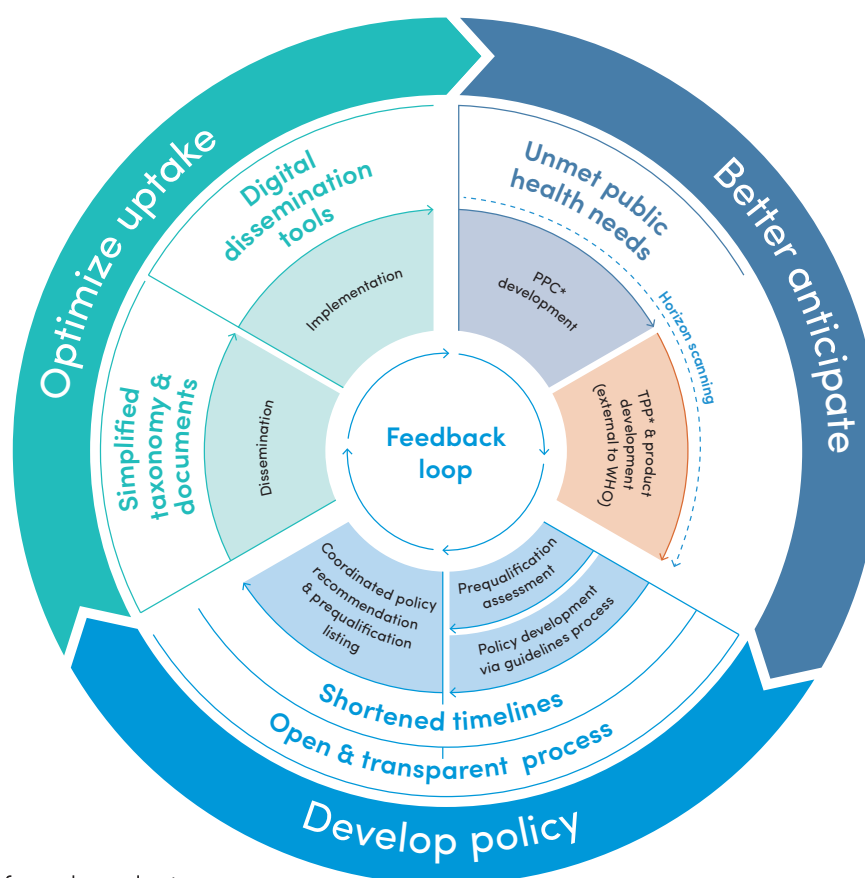 Optimize uptake
Better anticipate
Develop policy
Digital
dissemination
tools
Unmet public
health needs
Implementation
PPC*
development
Horizon scanning
Simplified
taxonomy &
documents
Dissemination
Feedback
loop
TPP* & product
development
(external to WHO)
Coordinated policy
recommendation
& prequalification
listing
Prequalification
assessment
Policy development
via guidelines process
Shortened timelines
Open & transparent process